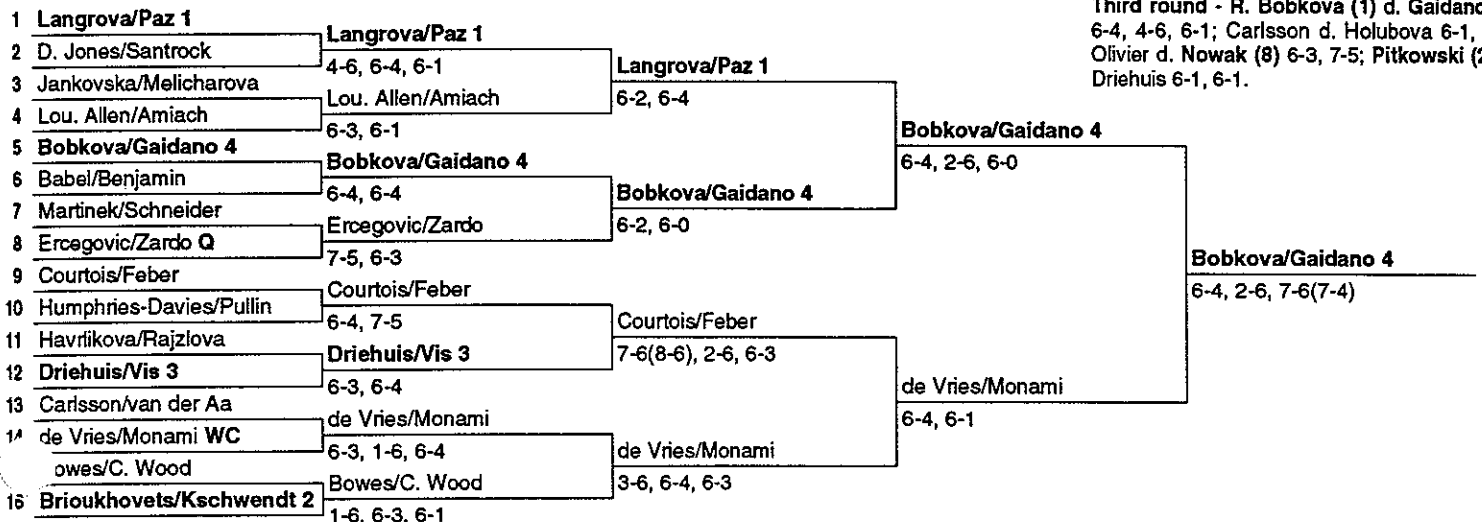 1 Langrova/Paz 1
2 D. Jones/Santrock
3 Jankovska/Melicharova
4 Lou. Allen/Amiach
5 Bobkova/Gaidano 4
6 Babel/Benjamin
7 Martinek/Schneider
8 Ercegovic/Zardo Q
9 Courtois/Feber
10 Humphries-Davies/Pullin
11 Havrlikova/Rajzlova
12 Driehuis/Vis 3
13 Carlsson/van der Aa
14 de Vries/Monami WC
owes/C. Wood
16 Brioukhovets/Kschwendt 2
Langrova/Paz 1
4-6, 6-4, 6-1
Lou. Allen/Amiach
6-3, 6-1
Bobkova/Gaidano 4
6-4, 6-4
Ercegovic/Zardo
7-5, 6-3
Courtois/Feber
6-4, 7-5
Driehuis/Vis 3
6-3, 6-4
de Vries/Monami
6-3, 1-6, 6-4
Bowes/C. Wood
1-6, 6-3, 6-1
Langrova/Paz 1
6-2, 6-4
Bobkova/Gaidano 4
6-2, 6-0
Courtois/Feber
7-6(8-6), 2-6, 6-3
de Vries/Monami
3-6, 6-4, 6-3
Bobkova/Gaidano 4
6-4, 2-6, 6-0
de Vries/Monami
6-4, 6-1
Bobkova/Gaidano 4
6-4, 2-6, 7-6(7-4)
Third round - R. Bobkova (1) d. Gaidano
6-4, 4-6, 6-1; Carlsson d. Holubova 6-1,
Olivier d. Nowak (8) 6-3, 7-5; Pitkowski (2
Driehuis 6-1, 6-1.